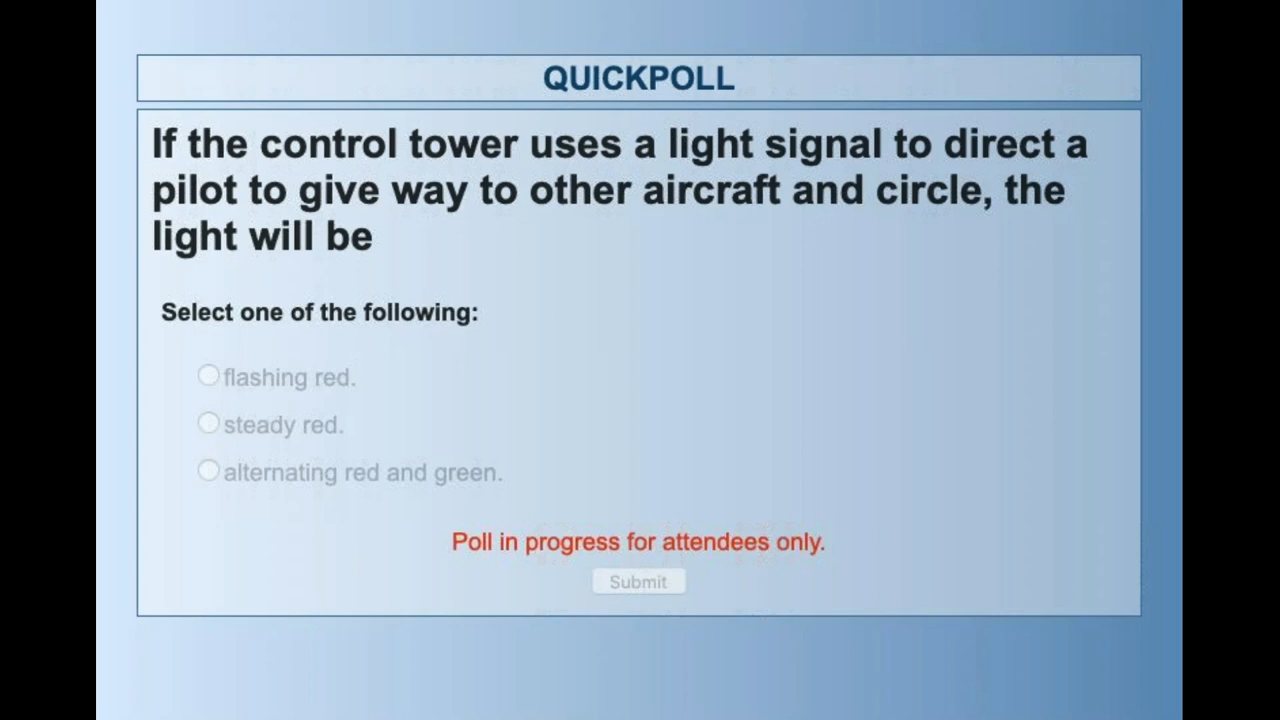 QUICKPOLL
If the control tower uses a light signal to direct a
pilot to give way to other aircraft and circle, the
light will be
Select one of the following:
flashing red.
steady red.
alternating red and green.
Poll in progress for attendees only.
Submit